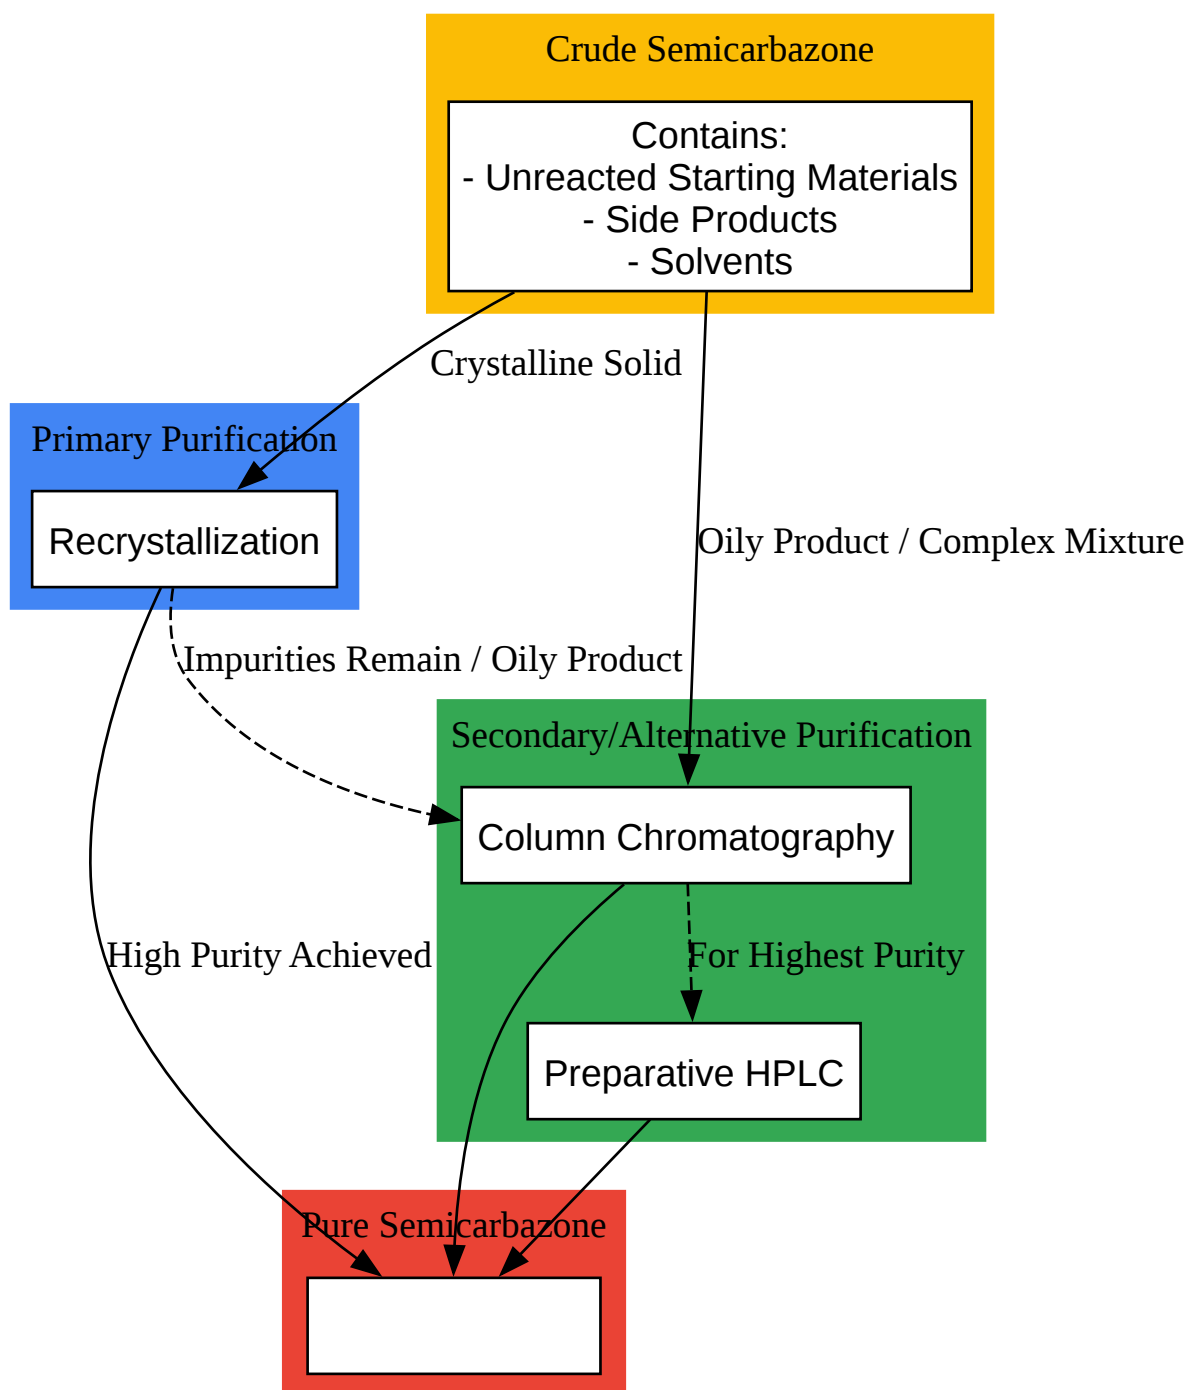 Crude Semicarbazone
Contains:
- Unreacted Starting Materials
- Side Products
- Solvents
Crystalline Solid
Primary Purification
Recrystallization
Oily Product / Complex Mixture
Impurities Remain / Oily Product
Secondary/Alternative Purification
Column Chromatography
High Purity Achieved
For Highest Purity
Preparative HPLC
Pure Semicarbazone